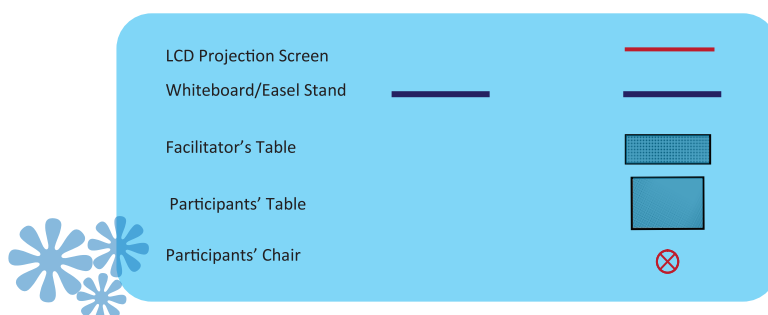 LCD Projection Screen
Whiteboard/Easel Stand
Facilitator’s Table
Participants’ Table
Participants’ Chair